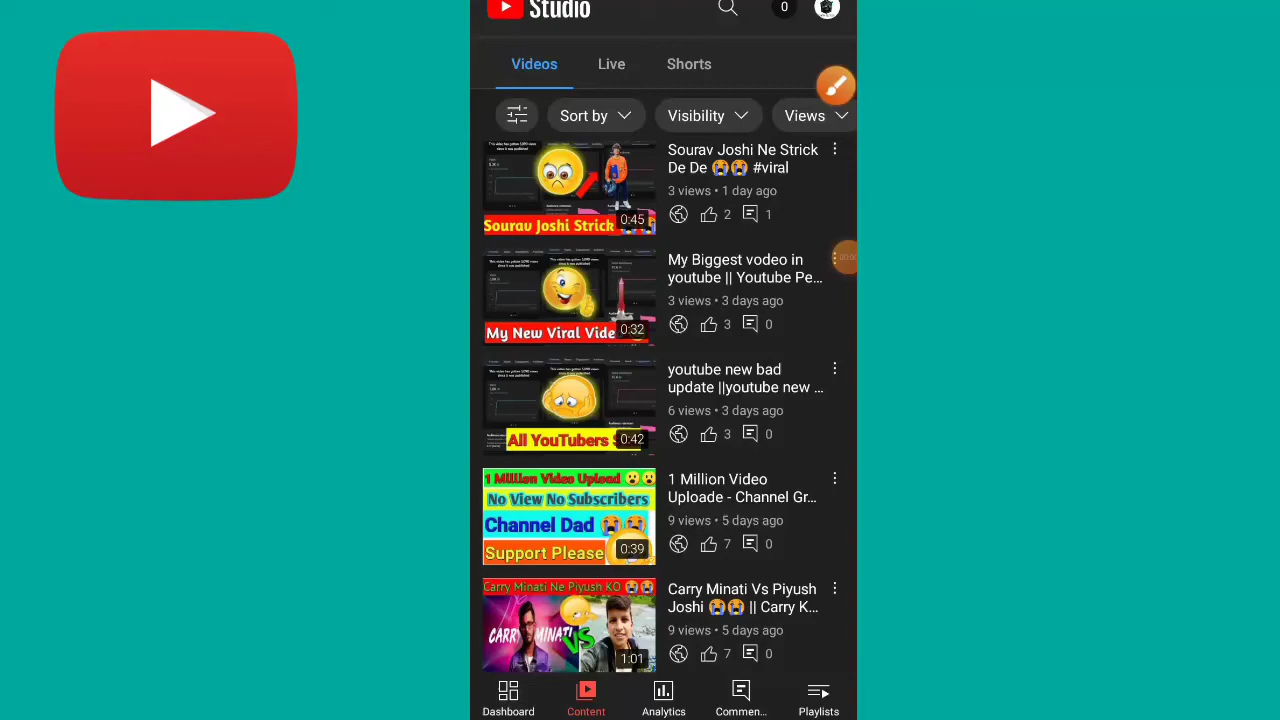 Studio
0
Videos
Live
Shorts
Sort by
Visibility
Views
Sourav Joshi Strick
0:45
Sourav Joshi Ne Strick
De De 😭😭 #viral
3 views • 1 day ago
2
1
My New Viral Vide
0:32
My Biggest vodeo in
youtube || Youtube Pe...
3 views • 3 days ago
3
0
All YouTubers S
0:42
youtube new bad
update ||youtube new ...
6 views • 3 days ago
3
0
1 Million Video Upload 😮😮
No View No Subscribers
Channel Dad 😭😭
Support Please
0:39
1 Million Video
Uploade - Channel Gr...
9 views • 5 days ago
7
0
Carry Minati Ne Piyush KO 😭😭
CARRY MINATI
VS
1:01
Carry Minati Vs Piyush
Joshi 😭😭 || Carry K...
9 views • 5 days ago
7
0
Dashboard
Content
Analytics
Commen...
Playlists